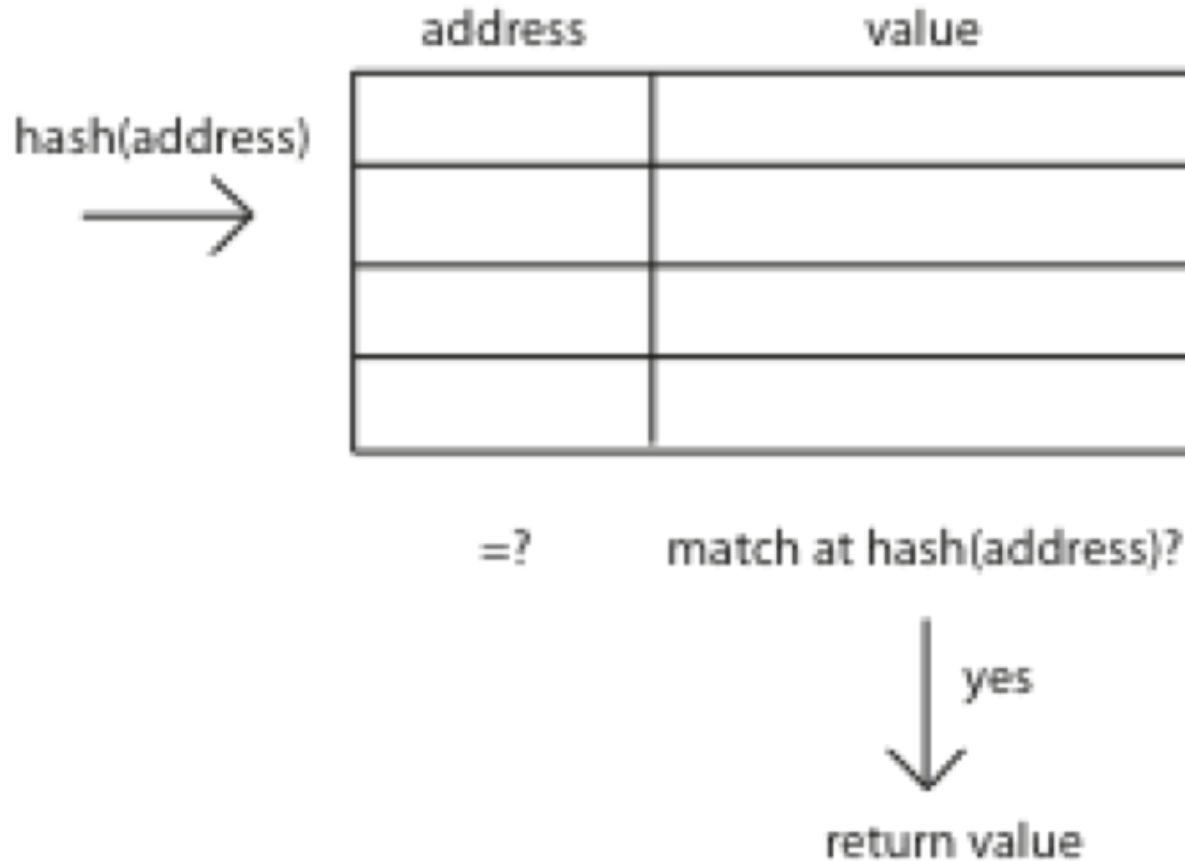 address value
hash(address)
=? match at hash(address)?
yes
return value